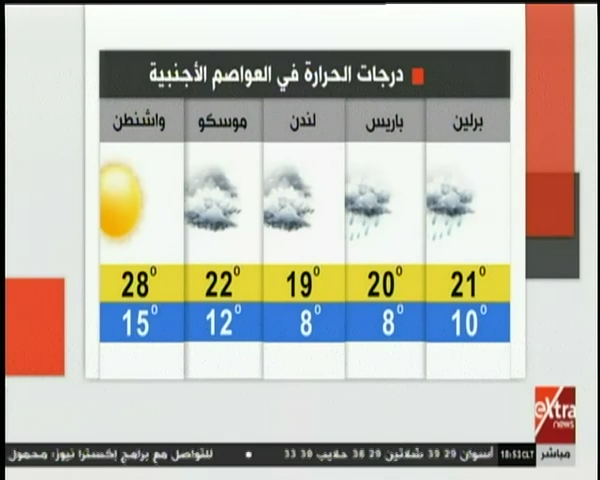 درجات الحرارة في العواصم الأجنبية
برلين باريس لندن موسكو واشنطن
21° 20° 19° 22° 28°
10° 8° 8° 12° 15°
extra
news
مباشر
18:53CLT
أسوان 29 39 شلاتين 29 36 حلايب 30 33 • للتواصل مع برامج إكسترا نيوز: محمول